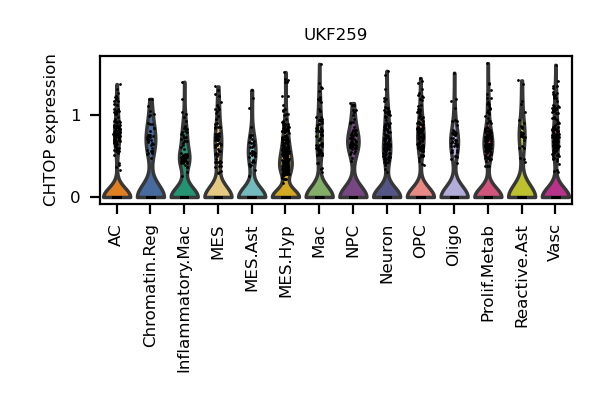 UKF259
CHTOP expression
1
0
AC
Chromatin.Reg
Inflammatory.Mac
MES
MES.Ast
MES.Hyp
Mac
NPC
Neuron
OPC
Oligo
Prolif.Metab
Reactive.Ast
Vasc